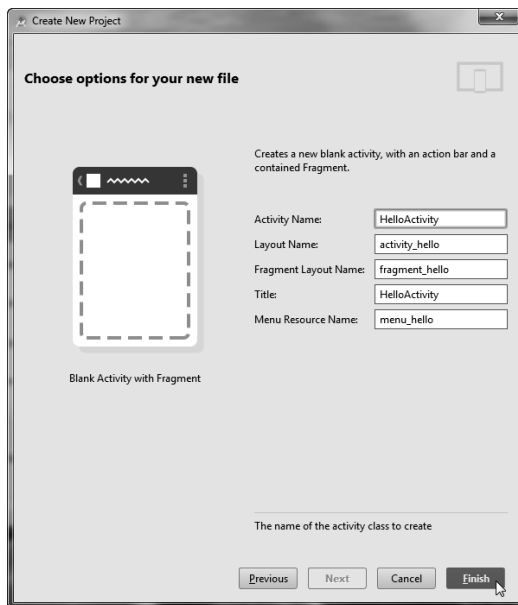 Create New Project
Choose options for your new file
Creates a new blank activity, with an action bar and a
contained Fragment.
Activity Name: HelloActivity
Layout Name: activity_hello
Fragment Layout Name: fragment_hello
Title: HelloActivity
Menu Resource Name: menu_hello
Blank Activity with Fragment
The name of the activity class to create
Previous Next Cancel Finish